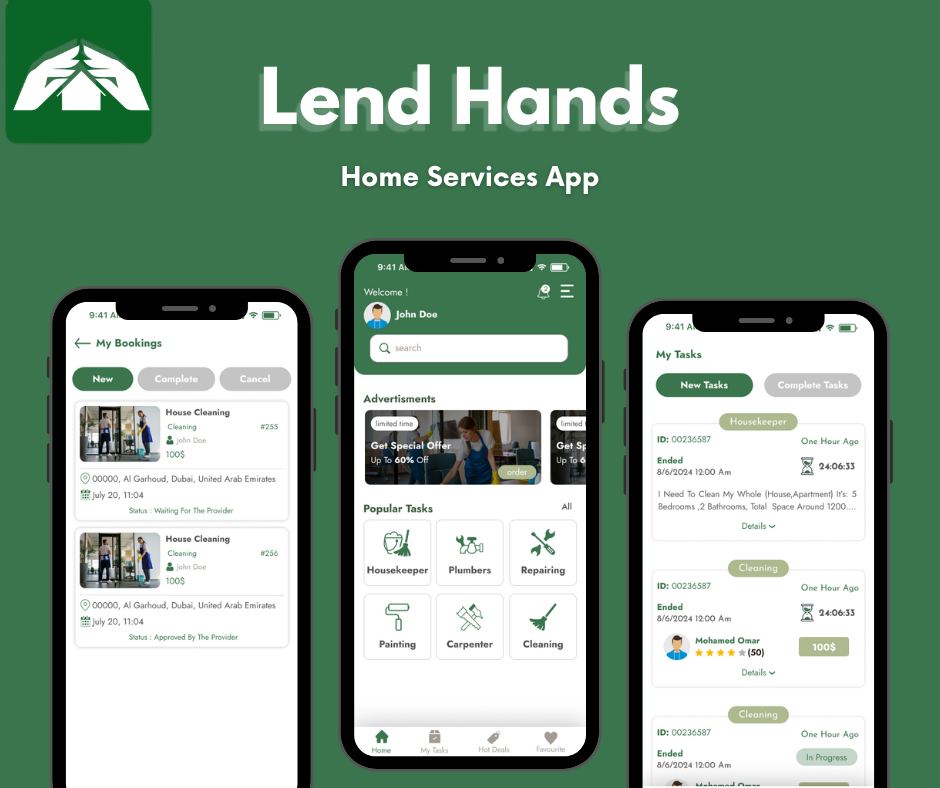 Lend Hands
Home Services App
9:41 AM
My Bookings
New
Complete
Cancel
House Cleaning
Cleaning
#255
John Doe
100$
00000, Al Garhoud, Dubai, United Arab Emirates
July 20, 11:04
Status : Waiting For The Provider
House Cleaning
Cleaning
#256
John Doe
100$
00000, Al Garhoud, Dubai, United Arab Emirates
July 20, 11:04
Status : Approved By The Provider
9:41 A
Welcome !
2
John Doe
search
Advertisments
limited time
Get Special Offer
Up To 60% Off
order
limited t
Get Sp
Up To 6
Popular Tasks
All
Housekeeper
Plumbers
Repairing
Painting
Carpenter
Cleaning
Home
My Tasks
Hot Deals
Favourite
9:41 A
My Tasks
New Tasks
Complete Tasks
Housekeeper
ID: 00236587
One Hour Ago
Ended
8/6/2024 12:00 Am
24:06:33
I Need To Clean My Whole (House,Apartment) It's: 5
Bedrooms ,2 Bathrooms, Total Space Around 1200....
Details
Cleaning
ID: 00236587
One Hour Ago
Ended
8/6/2024 12:00 Am
24:06:33
Mohamed Omar
(50)
100$
Details
Cleaning
ID: 00236587
One Hour Ago
Ended
8/6/2024 12:00 Am
In Progress
Mohamed Omar